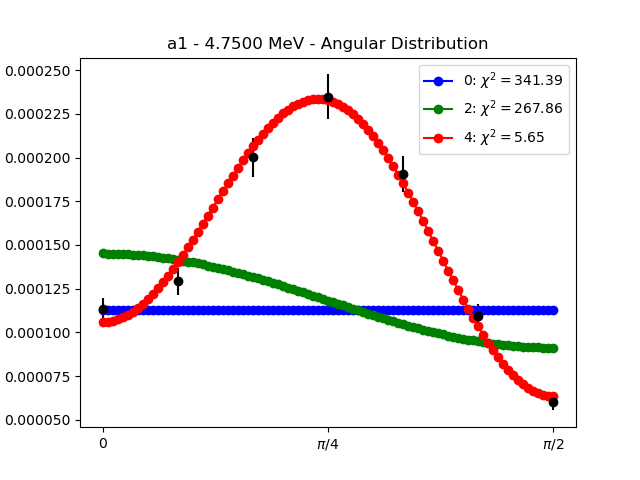 a1 - 4.7500 MeV - Angular Distribution
0.000250
0.000225
0.000200
0.000175
0.000150
0.000125
0.000100
0.000075
0.000050
0: χ² = 341.39
2: χ² = 267.86
4: χ² = 5.65
0 π/4 π/2